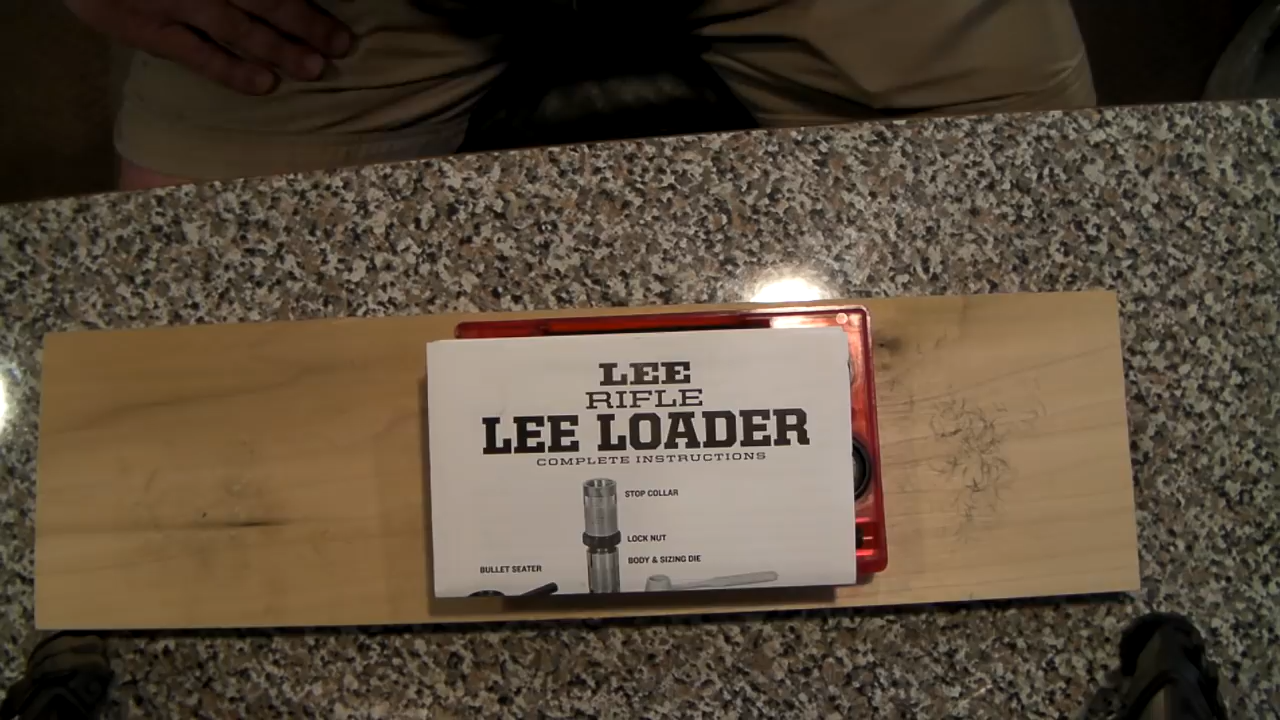 LEE
RIFLE
LEE LOADER
COMPLETE INSTRUCTIONS
STOP COLLAR
LOCK NUT
BODY & SIZING DIE
BULLET SEATER